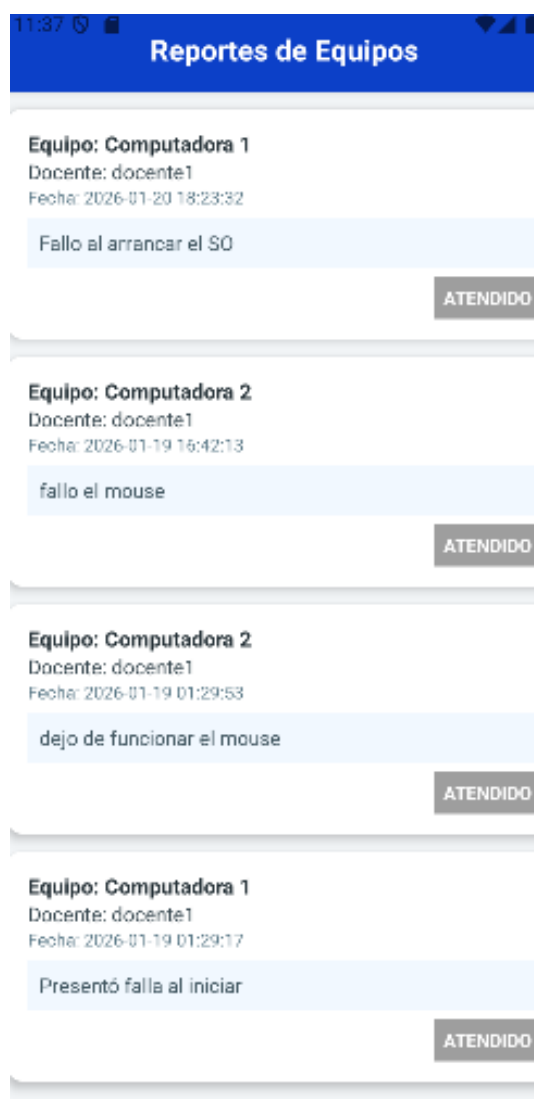 11:37
Reportes de Equipos
Equipo: Computadora 1
Docente: docente1
Fecha: 2026-01-20 18:23:32
Fallo al arrancar el SO
ATENDIDO
Equipo: Computadora 2
Docente: docente1
Fecha: 2026-01-19 16:42:13
fallo el mouse
ATENDIDO
Equipo: Computadora 2
Docente: docente1
Fecha: 2026-01-19 01:29:53
dejo de funcionar el mouse
ATENDIDO
Equipo: Computadora 1
Docente: docente1
Fecha: 2026-01-19 01:29:17
Presentó falla al iniciar
ATENDIDO